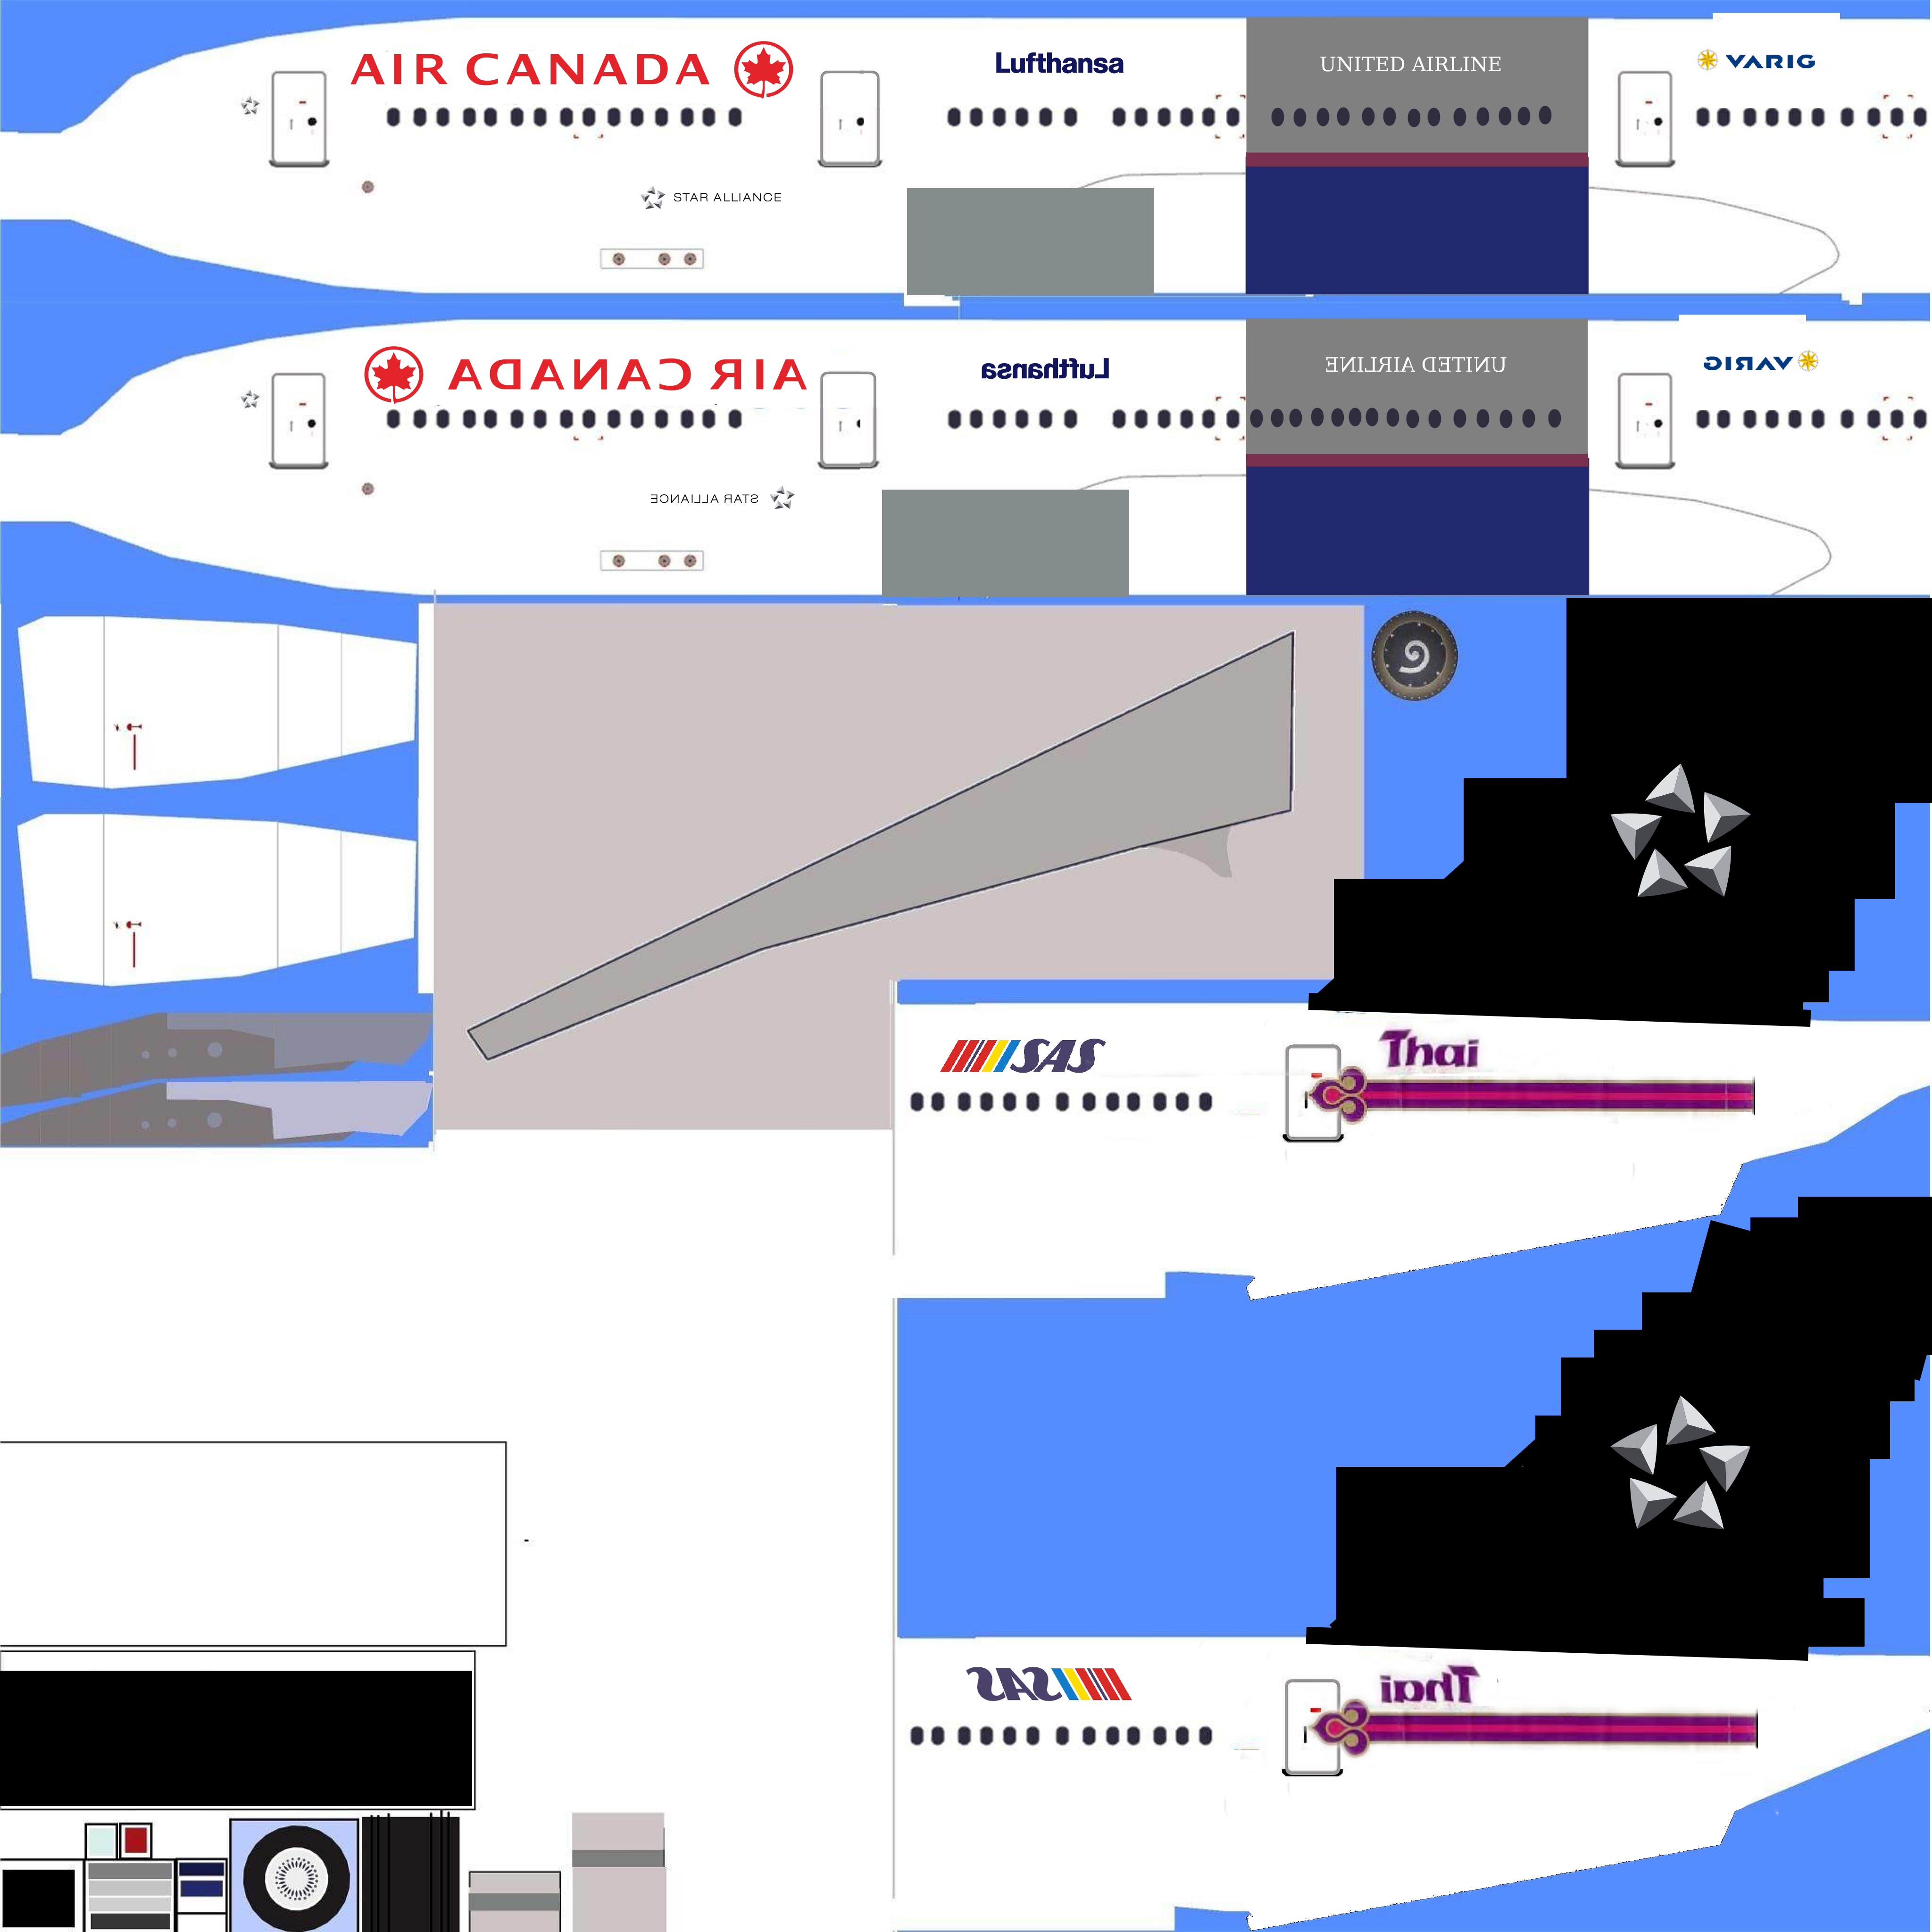 AIR CANADA
Lufthansa
UNITED AIRLINE
VARIG
STAR ALLIANCE
AIR CANADA
Lufthansa
UNITED AIRLINE
VARIG
STAR ALLIANCE
SAS
Thai
SAS
Thai